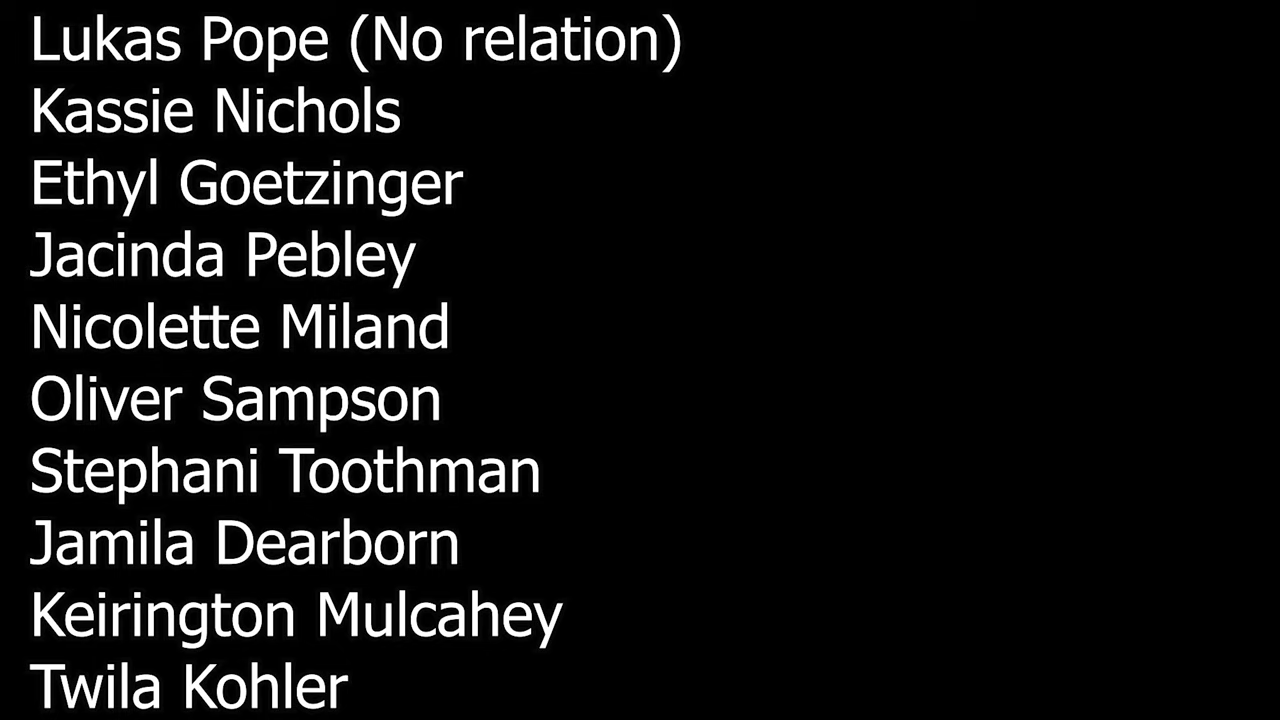 Lukas Pope (No relation)
Kassie Nichols
Ethyl Goetzinger
Jacinda Pebley
Nicolette Miland
Oliver Sampson
Stephani Toothman
Jamila Dearborn
Keirington Mulcahey
Twila Kohler